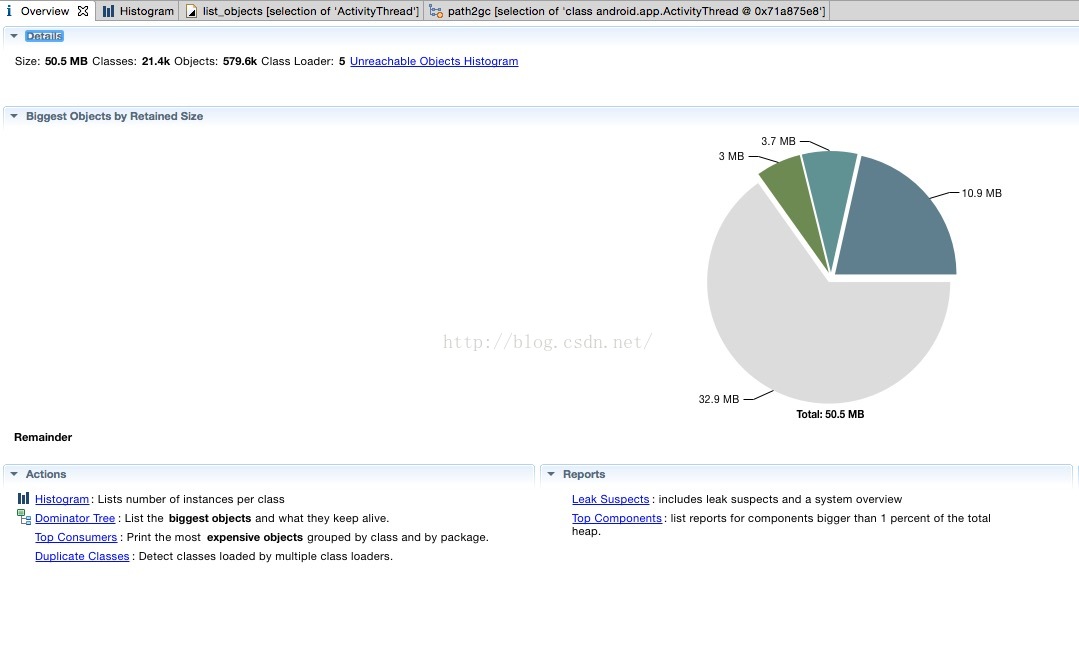 Overview Histogram list_objects [selection of 'ActivityThread'] path2gc [selection of 'class android.app.ActivityThread @ 0x71a875e8']
Details
Size: 50.5 MB Classes: 21.4k Objects: 579.6k Class Loader: 5 Unreachable Objects Histogram
Biggest Objects by Retained Size
3.7 MB
3 MB
10.9 MB
http://blog.csdn.net/
32.9 MB
Total: 50.5 MB
Remainder
Actions
Histogram: Lists number of instances per class
Dominator Tree: List the biggest objects and what they keep alive.
Top Consumers: Print the most expensive objects grouped by class and by package.
Duplicate Classes: Detect classes loaded by multiple class loaders.
Reports
Leak Suspects: includes leak suspects and a system overview
Top Components: list reports for components bigger than 1 percent of the total
heap.